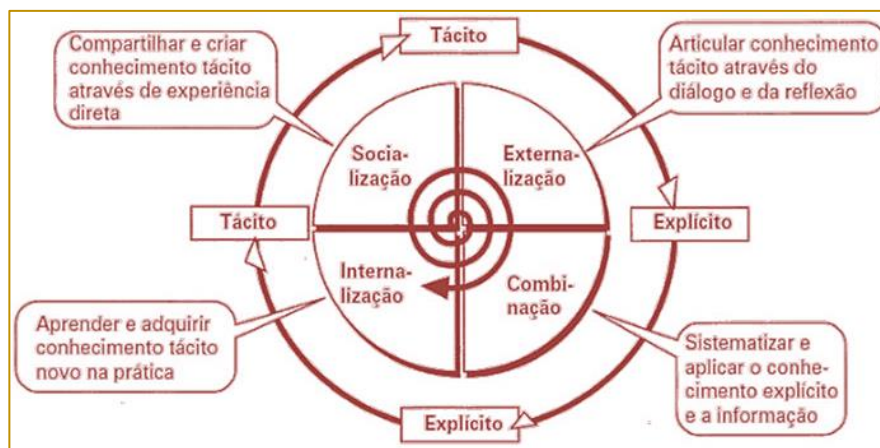 Tácito
Compartilhar e criar
conhecimento tácito
através de experiência
direta
Articular conhecimento
tácito através do
diálogo e da reflexão
Socia-
lização
Externa-
lização
Tácito
Explícito
Interna-
lização
Combi-
nação
Aprender e adquirir
conhecimento tácito
novo na prática
Sistematizar e
aplicar o conhe-
cimento explícito
e a informação
Explícito